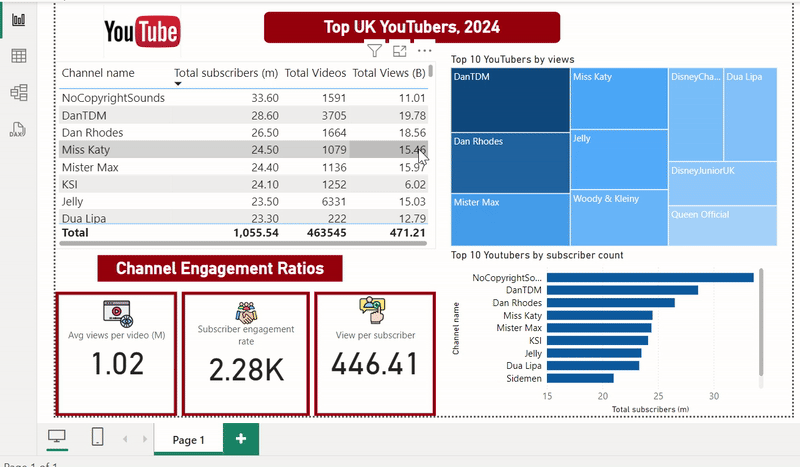 YouTube
Top UK YouTubers, 2024
Channel name Total subscribers (m) Total Videos Total Views (B)
NoCopyrightSounds 33.60 1591 11.01
DanTDM 28.60 3705 19.78
Dan Rhodes 26.50 1664 18.56
Miss Katy 24.50 1079 15.46
Mister Max 24.40 1136 15.97
KSI 24.10 1252 6.02
Jelly 23.50 6331 15.03
Dua Lipa 23.30 222 12.79
Total 1,055.54 463545 471.21
Top 10 YouTubers by views
DanTDM
Dan Rhodes
Mister Max
Miss Katy
Jelly
Woody & Kleiny
DisneyCha...
Dua Lipa
DisneyJuniorUK
Queen Official
Channel Engagement Ratios
Avg views per video (M)
1.02
Subscriber engagement
rate
2.28K
View per subscriber
446.41
Top 10 Youtubers by subscriber count
Channel name
NoCopyrightSo...
DanTDM
Dan Rhodes
Miss Katy
Mister Max
KSI
Jelly
Dua Lipa
Sidemen
15 20 25 30
Total subscribers (m)
DAX
Page 1
+
Page 1 of 1